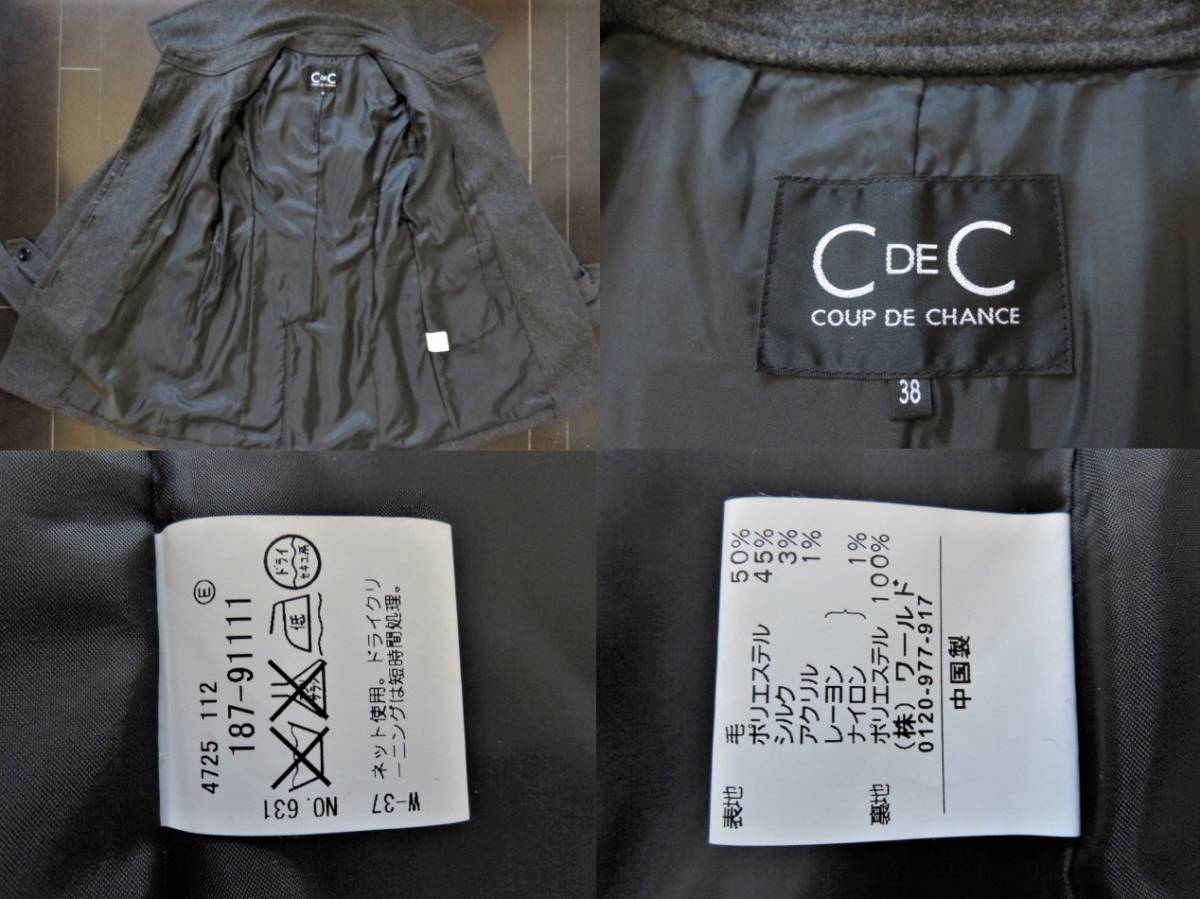 C DE C
COUP DE CHANCE
C DE C
COUP DE CHANCE
38
4725 112
187-91111
Ⓔ
低
ドライ
セキユ系
NO. 631
ネット使用。ドライクリ
ーニングは短時間処理。
W-37
表地 毛 50%
ポリエステル 45%
シルク 3%
アクリル 1%
レーヨン
ナイロン } 1%
裏地 ポリエステル 100%
(株) ワールド
0120-977-917
中国製